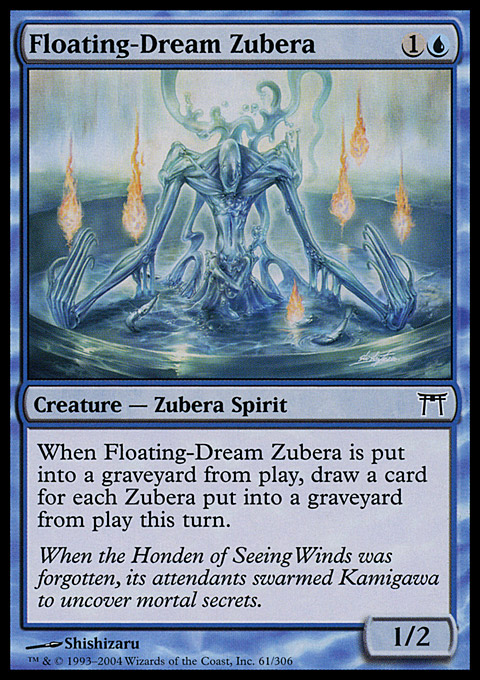 Floating-Dream Zubera 1
Creature — Zubera Spirit
When Floating-Dream Zubera is put
into a graveyard from play, draw a card
for each Zubera put into a graveyard
from play this turn.
When the Honden of Seeing Winds was
forgotten, its attendants swarmed Kamigawa
to uncover mortal secrets.
Shishizaru
1/2
™ & © 1993–2004 Wizards of the Coast, Inc. 61/306